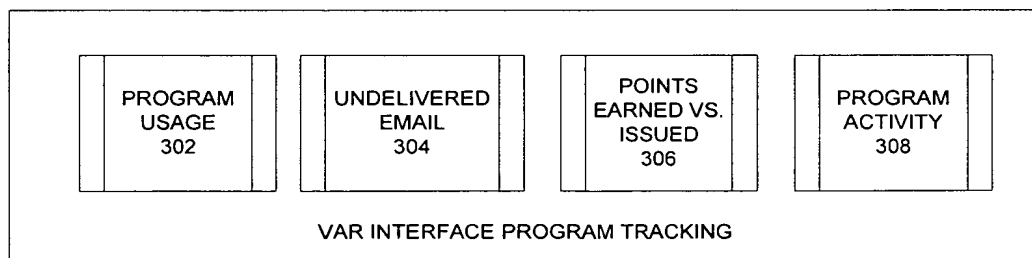 PROGRAM
USAGE
302
UNDELIVERED
EMAIL
304
POINTS
EARNED VS.
ISSUED
306
PROGRAM
ACTIVITY
308
VAR INTERFACE PROGRAM TRACKING